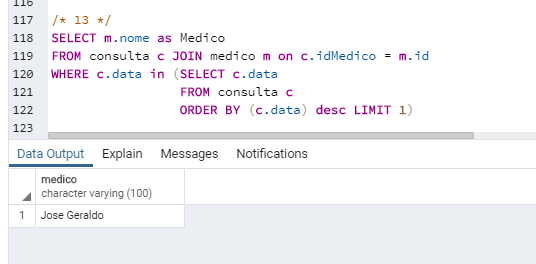 116
117 /* 13 */
118 SELECT m.nome as Medico
119 FROM consulta c JOIN medico m on c.idMedico = m.id
120 WHERE c.data in (SELECT c.data
121 FROM consulta c
122 ORDER BY (c.data) desc LIMIT 1)
123
Data Output Explain Messages Notifications
medico
character varying (100)
1 Jose Geraldo